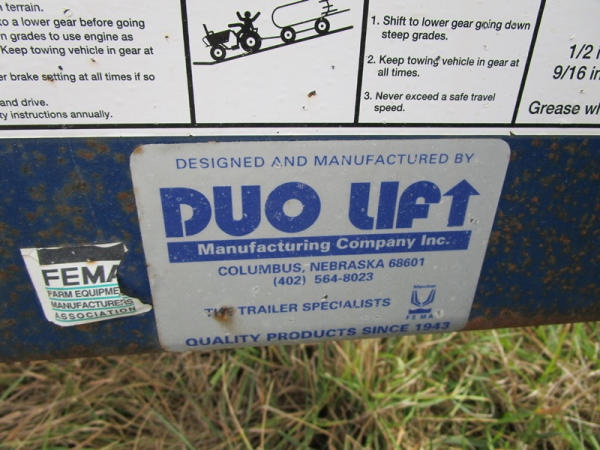 terrain.
to a lower gear before going
n grades to use engine as
Keep towing vehicle in gear at
er brake setting at all times if so
and drive.
ty instructions annually.
1. Shift to lower gear going down
steep grades.
2. Keep towing vehicle in gear at
all times.
3. Never exceed a safe travel
speed.
1/2
9/16 in
Grease wh
DESIGNED AND MANUFACTURED BY
DUO LIFT
Manufacturing Company Inc.
COLUMBUS, NEBRASKA 68601
(402) 564-8023
THE TRAILER SPECIALISTS
Member
FEMA
QUALITY PRODUCTS SINCE 1943
FEMA
FARM EQUIPME
MANUFACTURERS
ASSOCIATION